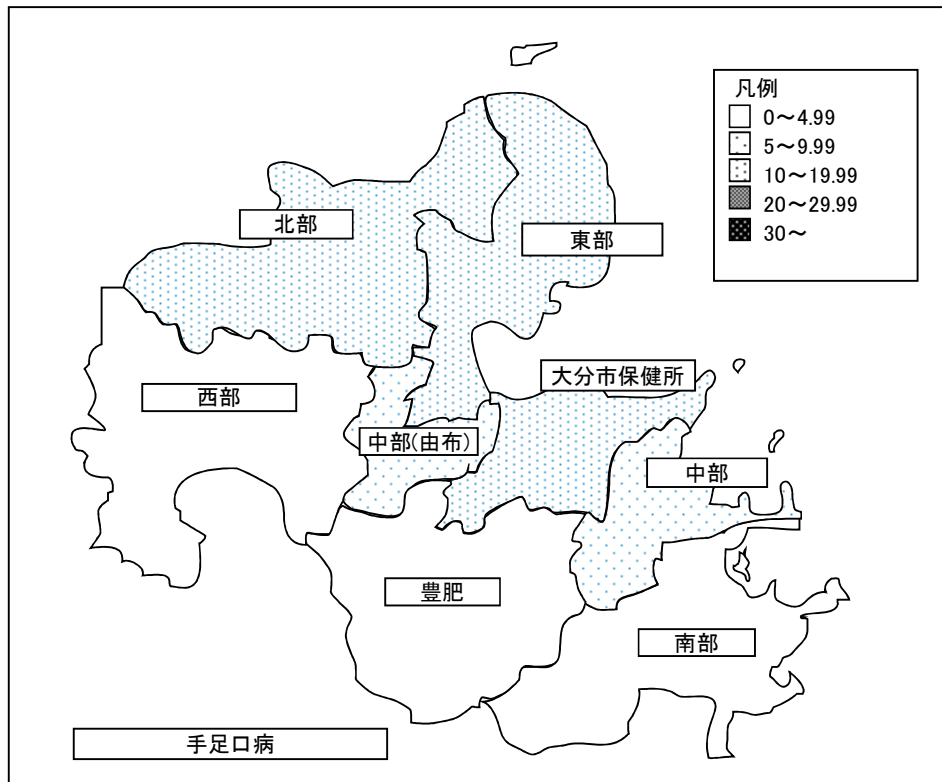 凡例
0～4.99
5～9.99
10～19.99
20～29.99
30～
北部
東部
大分市保健所
西部
中部(由布)
中部
豊肥
南部
手足口病